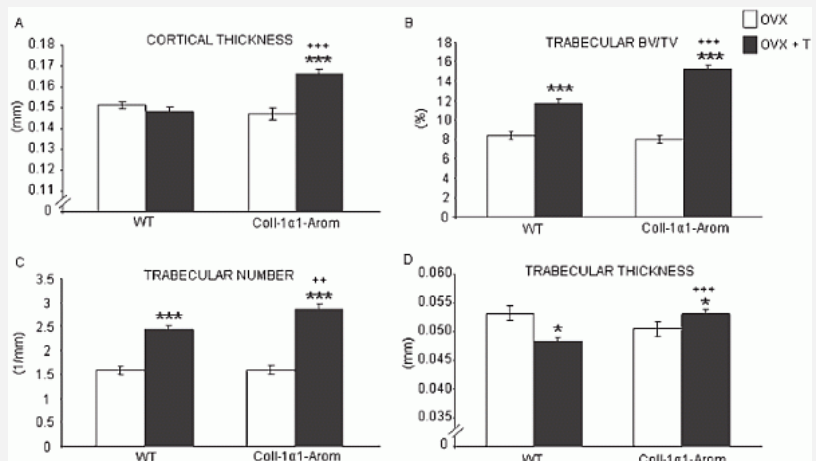 A
CORTICAL THICKNESS
0.18
0.17
0.16
0.15
0.14
0.13
0.12
0.11
0
(mm)
+++
***
WT
Coll-1α1-Arom
B
TRABECULAR BV/TV
OVX
OVX + T
18
16
14
12
10
8
6
4
2
0
(%)
***
+++
***
WT
Coll-1α1-Arom
C
TRABECULAR NUMBER
3.5
3
2.5
2
1.5
1
0.5
0
(1/mm)
***
++
***
WT
Coll-1α1-Arom
D
TRABECULAR THICKNESS
0.060
0.055
0.050
0.045
0.040
0.035
0
(mm)
*
+++
*
WT
Coll-1α1-Arom